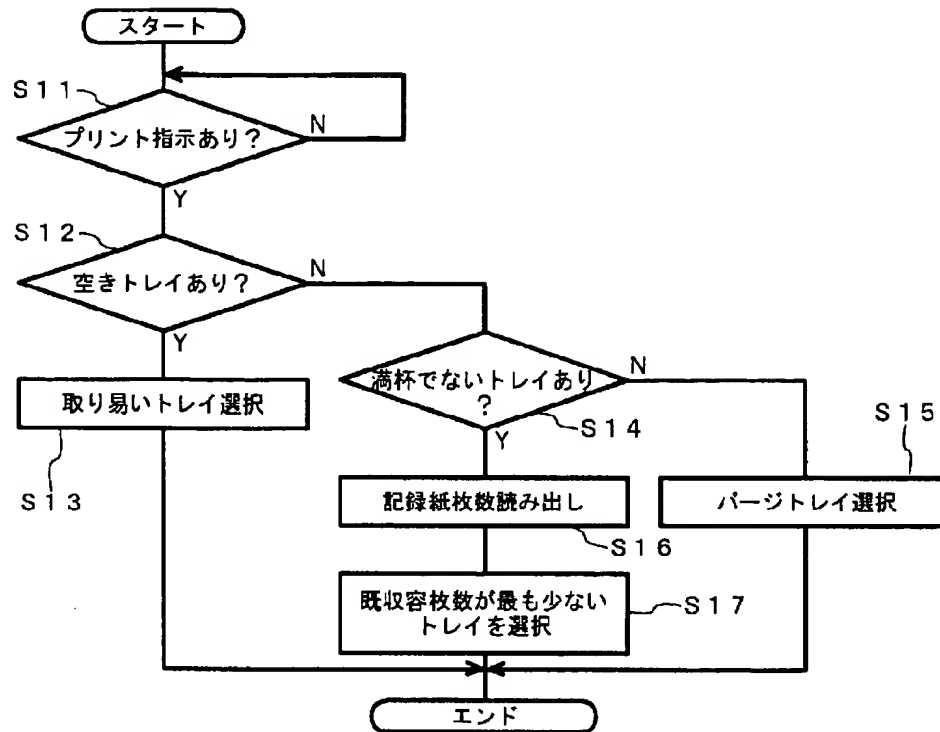 スタート
S11
プリント指示あり?
N
Y
S12
空きトレイあり?
N
Y
取り易いトレイ選択
S13
満杯でないトレイあり
?
N
Y
S14
S15
記録紙枚数読み出し
S16
パージトレイ選択
既収容枚数が最も少ない
トレイを選択
S17
エンド